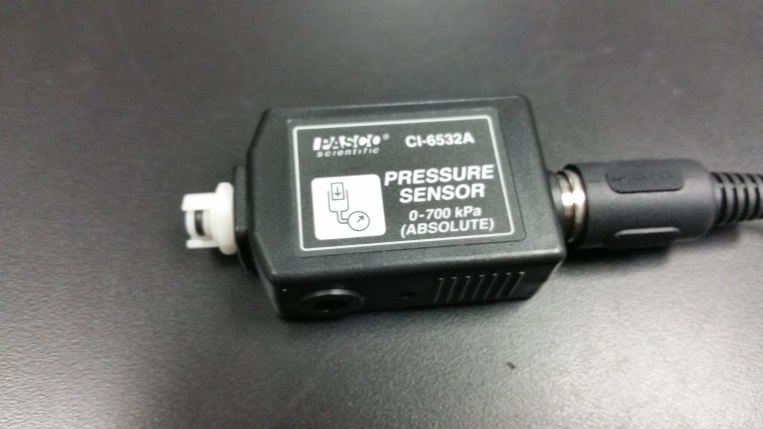 PASCO®
scientific
CI-6532A
PRESSURE
SENSOR
0-700 kPa
(ABSOLUTE)